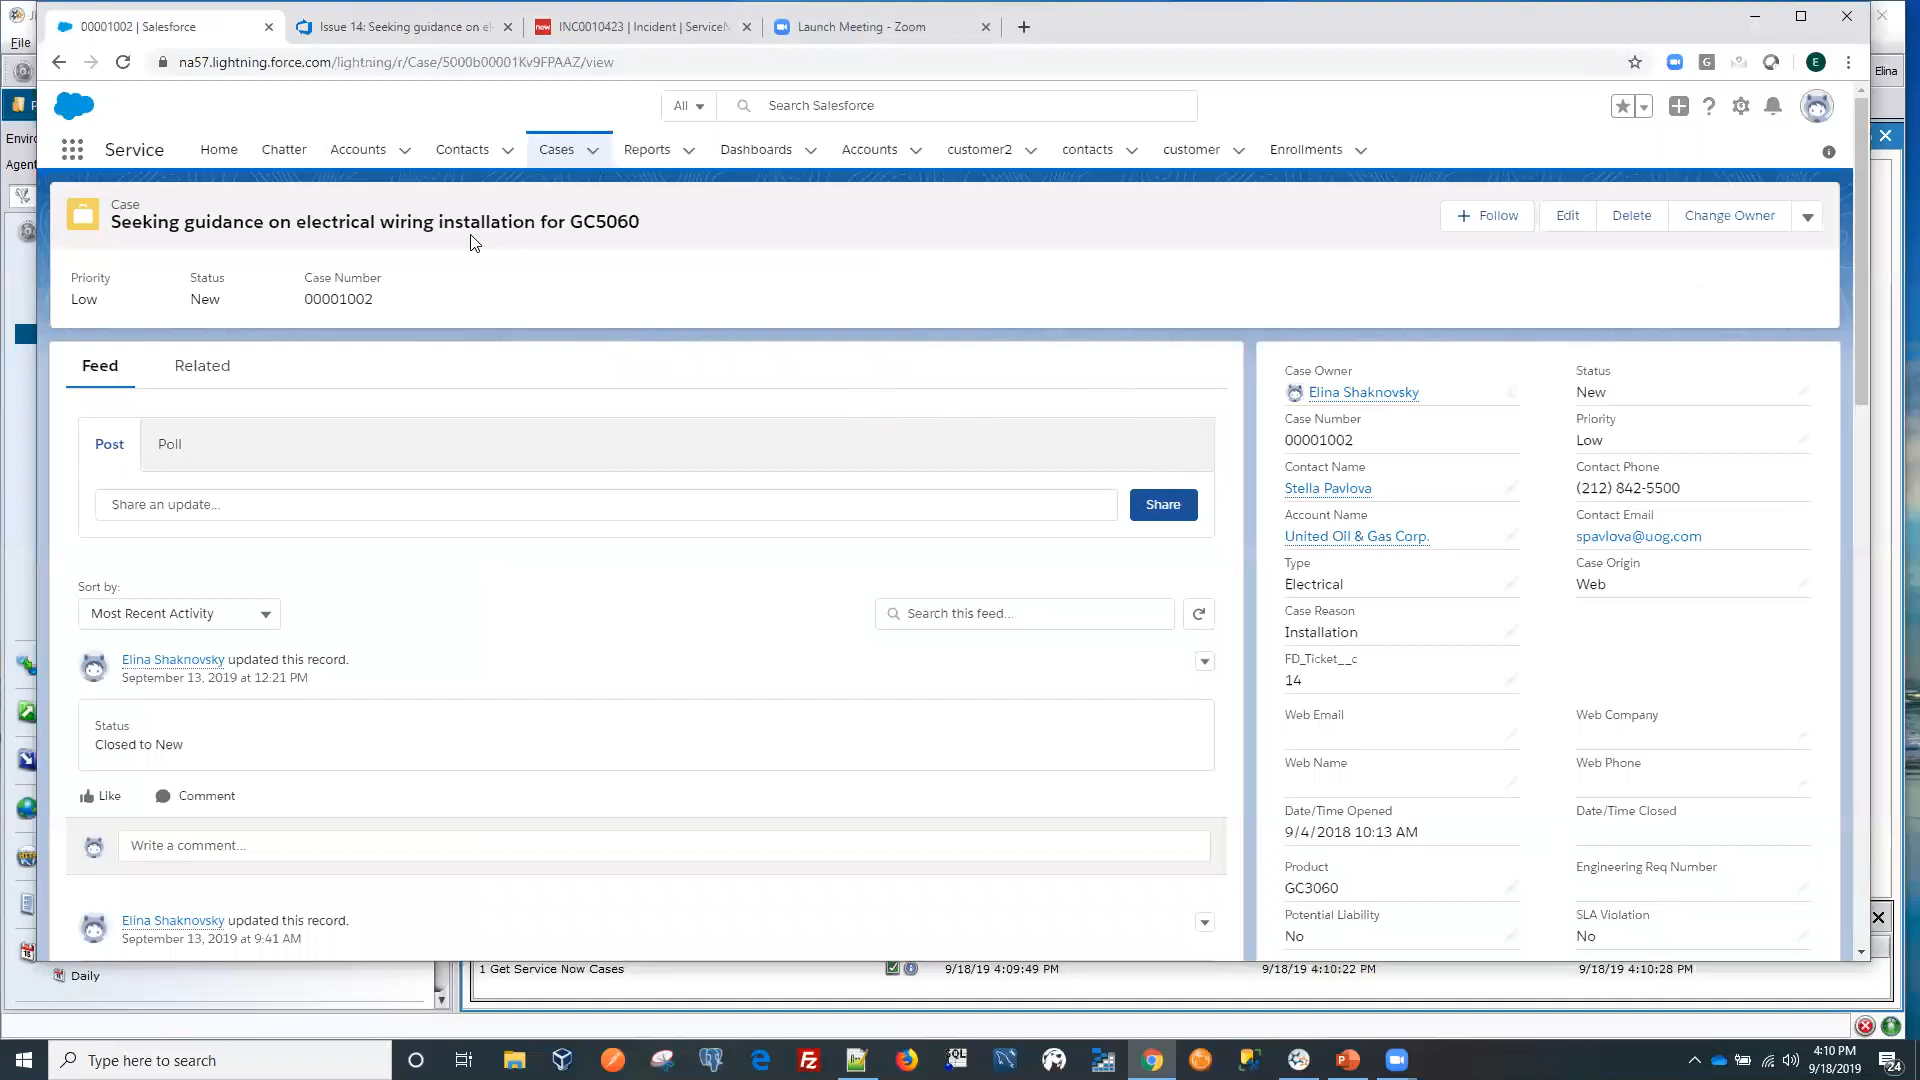 00001002 | Salesforce
Issue 14: Seeking guidance on el
now
INC0010423 | Incident | ServiceN
Launch Meeting - Zoom
File
na57.lightning.force.com/lightning/r/Case/5000b00001Kv9FPAAZ/view
G
E
Elina
All
Search Salesforce
Enviro
Agent
Service
Home
Chatter
Accounts
Contacts
Cases
Reports
Dashboards
Accounts
customer2
contacts
customer
Enrollments
Case
Seeking guidance on electrical wiring installation for GC5060
Follow
Edit
Delete
Change Owner
Priority
Low
Status
New
Case Number
00001002
Feed
Related
Post
Poll
Share an update...
Share
Sort by:
Most Recent Activity
Search this feed...
Elina Shaknovsky updated this record.
September 13, 2019 at 12:21 PM
Status
Closed to New
Like
Comment
Write a comment...
Elina Shaknovsky updated this record.
September 13, 2019 at 9:41 AM
Case Owner
Elina Shaknovsky
Status
New
Case Number
00001002
Priority
Low
Contact Name
Stella Pavlova
Contact Phone
(212) 842-5500
Account Name
United Oil & Gas Corp.
Contact Email
spavlova@uog.com
Type
Electrical
Case Origin
Web
Case Reason
Installation
FD_Ticket__c
14
Web Email
Web Company
Web Name
Web Phone
Date/Time Opened
9/4/2018 10:13 AM
Date/Time Closed
Product
GC3060
Engineering Req Number
Potential Liability
No
SLA Violation
No
Daily
1 Get Service Now Cases
9/18/19 4:09:49 PM
9/18/19 4:10:22 PM
9/18/19 4:10:28 PM
Type here to search
4:10 PM
9/18/2019
24